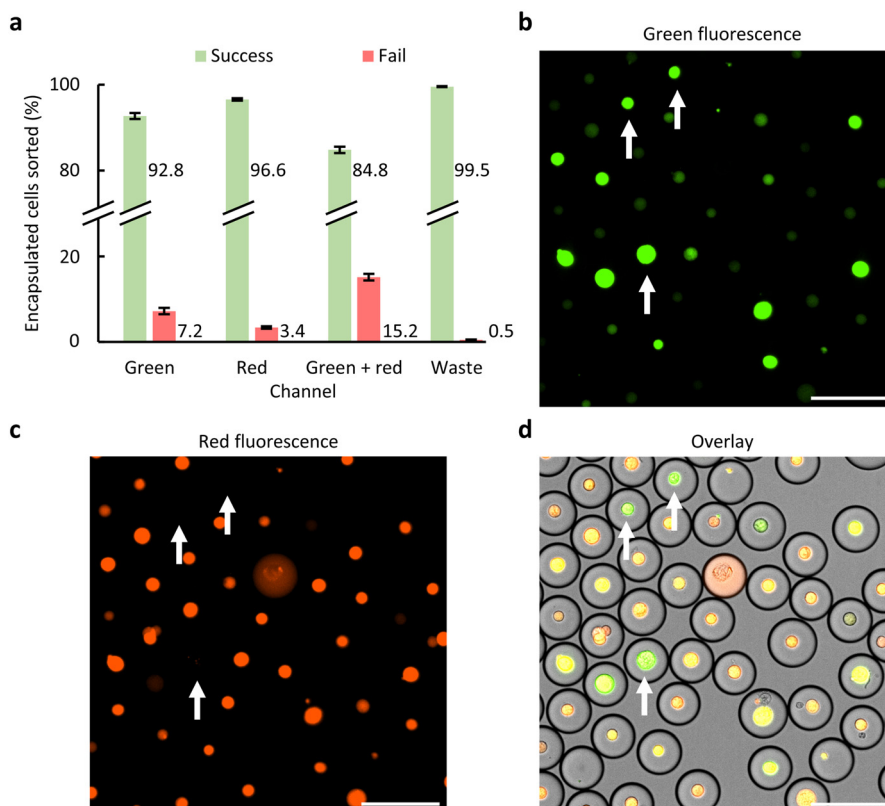 a
Success
Fail
Encapsulated cells sorted (%)
100
80
20
0
92.8
7.2
96.6
3.4
84.8
15.2
99.5
0.5
Green
Red
Green + red
Waste
Channel
b
Green fluorescence
c
Red fluorescence
d
Overlay